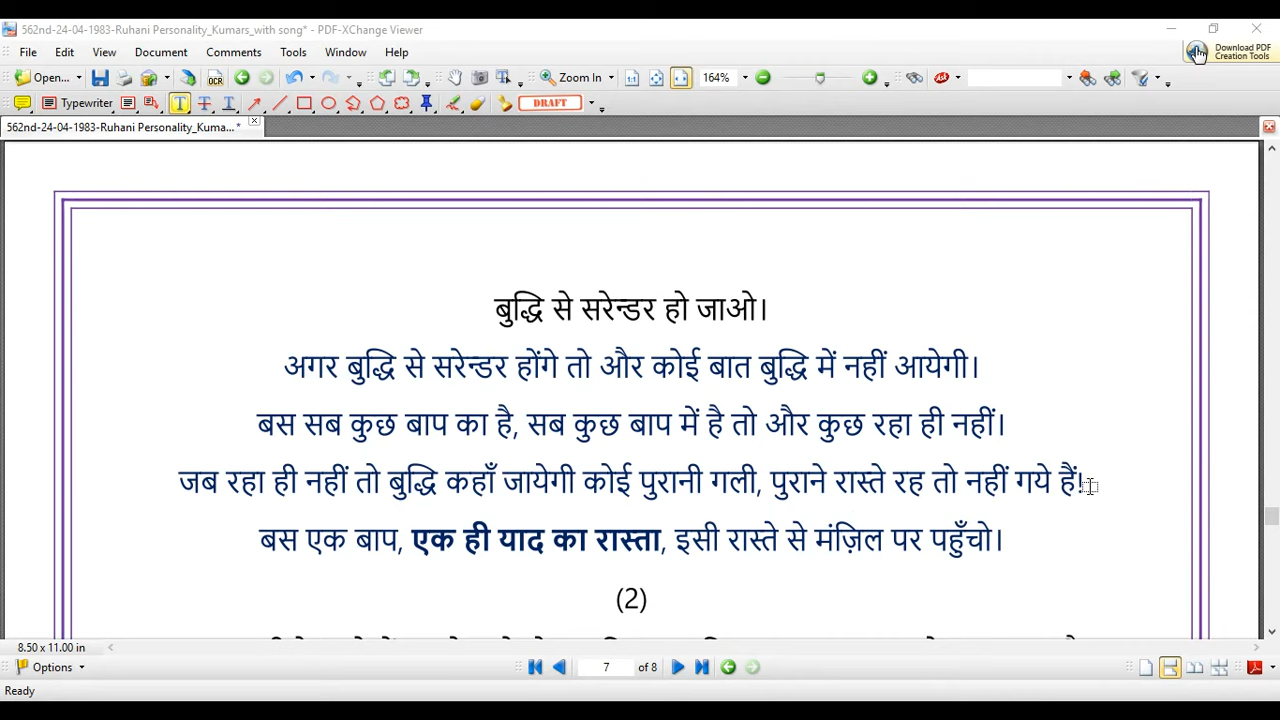 562nd-24-04-1983-Ruhani Personality_Kumars_with song* - PDF-XChange Viewer
File Edit View Document Comments Tools Window Help
Download PDF Creation Tools
Open... OCR Zoom In 164%
Typewriter DRAFT
562nd-24-04-1983-Ruhani Personality_Kuma... *
बुद्धि से सरेन्डर हो जाओ।
अगर बुद्धि से सरेन्डर होंगे तो और कोई बात बुद्धि में नहीं आयेगी।
बस सब कुछ बाप का है, सब कुछ बाप में है तो और कुछ रहा ही नहीं।
जब रहा ही नहीं तो बुद्धि कहाँ जायेगी कोई पुरानी गली, पुराने रास्ते रह तो नहीं गये हैं!
बस एक बाप, एक ही याद का रास्ता, इसी रास्ते से मंज़िल पर पहुँचो।
(2)
8.50 x 11.00 in
Options 7 of 8
Ready